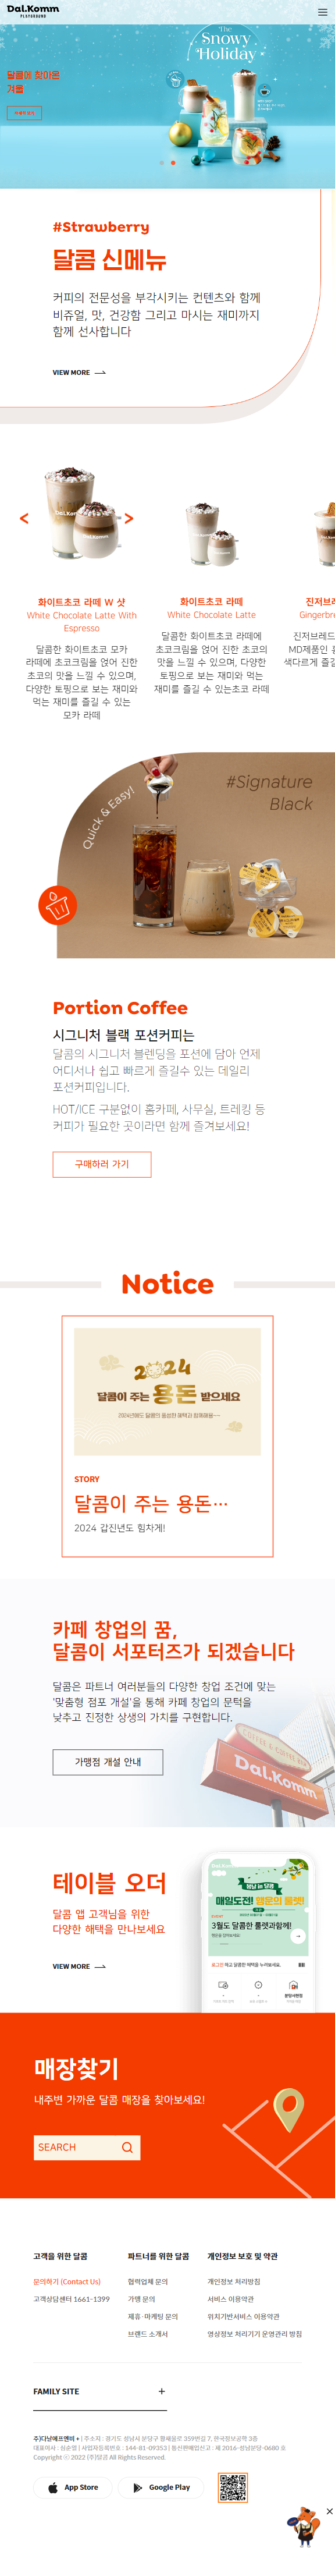 Dal.Komm
PLAYGROUND
The
Snowy
Holiday
달콤에 찾아온
겨울
#Strawberry
달콤 신메뉴
커피의 전문성을 부각시키는 컨텐츠와 함께
비쥬얼, 맛, 건강함 그리고 마시는 재미까지
함께 선사합니다
VIEW MORE
화이트초코 라떼 W 샷
White Chocolate Latte With
Espresso
달콤한 화이트초코 모카
라떼에 초코크림을 얹어 진한
초코의 맛을 느낄 수 있으며,
다양한 토핑으로 보는 재미와
먹는 재미를 즐길 수 있는
모카 라떼
화이트초코 라떼
White Chocolate Latte
달콤한 화이트초코 라떼에
초코크림을 얹어 진한 초코의
맛을 느낄 수 있으며, 다양한
토핑으로 보는 재미와 먹는
재미를 즐길 수 있는초코 라떼
진저브레
Gingerbre
진저브레드
MD제품인 홈
색다르게 즐길
Quick & Easy!
#Signature
Black
Portion Coffee
시그니처 블랙 포션커피는
달콤의 시그니처 블렌딩을 포션에 담아 언제
어디서나 쉽고 빠르게 즐길수 있는 데일리
포션커피입니다.
HOT/ICE 구분없이 홈카페, 사무실, 트레킹 등
커피가 필요한 곳이라면 함께 즐겨보세요!
구매하러 가기
Notice
2024
달콤이 주는 용돈 받으세요
STORY
달콤이 주는 용돈…
2024 갑진년도 힘차게!
카페 창업의 꿈,
달콤이 서포터즈가 되겠습니다
달콤은 파트너 여러분들의 다양한 창업 조건에 맞는
'맞춤형 점포 개설'을 통해 카페 창업의 문턱을
낮추고 진정한 상생의 가치를 구현합니다.
가맹점 개설 안내
COFFEE & COFFEE BAR
Dal.Komm
테이블 오더
달콤 앱 고객님을 위한
다양한 해택을 만나보세요
VIEW MORE
매일도전! 행운의 룰렛!
3월도 달콤한 룰렛과함께!
매장찾기
내주변 가까운 달콤 매장을 찾아보세요!
SEARCH
고객을 위한 달콤
문의하기 (Contact Us)
고객상담센터 1661-1399
파트너를 위한 달콤
협력업체 문의
가맹 문의
제휴·마케팅 문의
브랜드 소개서
개인정보 보호 및 약관
개인정보 처리방침
서비스 이용약관
위치기반서비스 이용약관
영상정보 처리기기 운영관리 방침
FAMILY SITE
주)다날에프앤비 + | 주소지 : 경기도 성남시 분당구 황새울로 359번길 7, 한국정보공학 3층
대표이사 : 심순열 | 사업자등록번호 : 144-81-09353 | 통신판매업신고 : 제 2016-성남분당-0680 호
Copyright ⓒ 2022 (주)달콤 All Rights Reserved.
App Store
Google Play